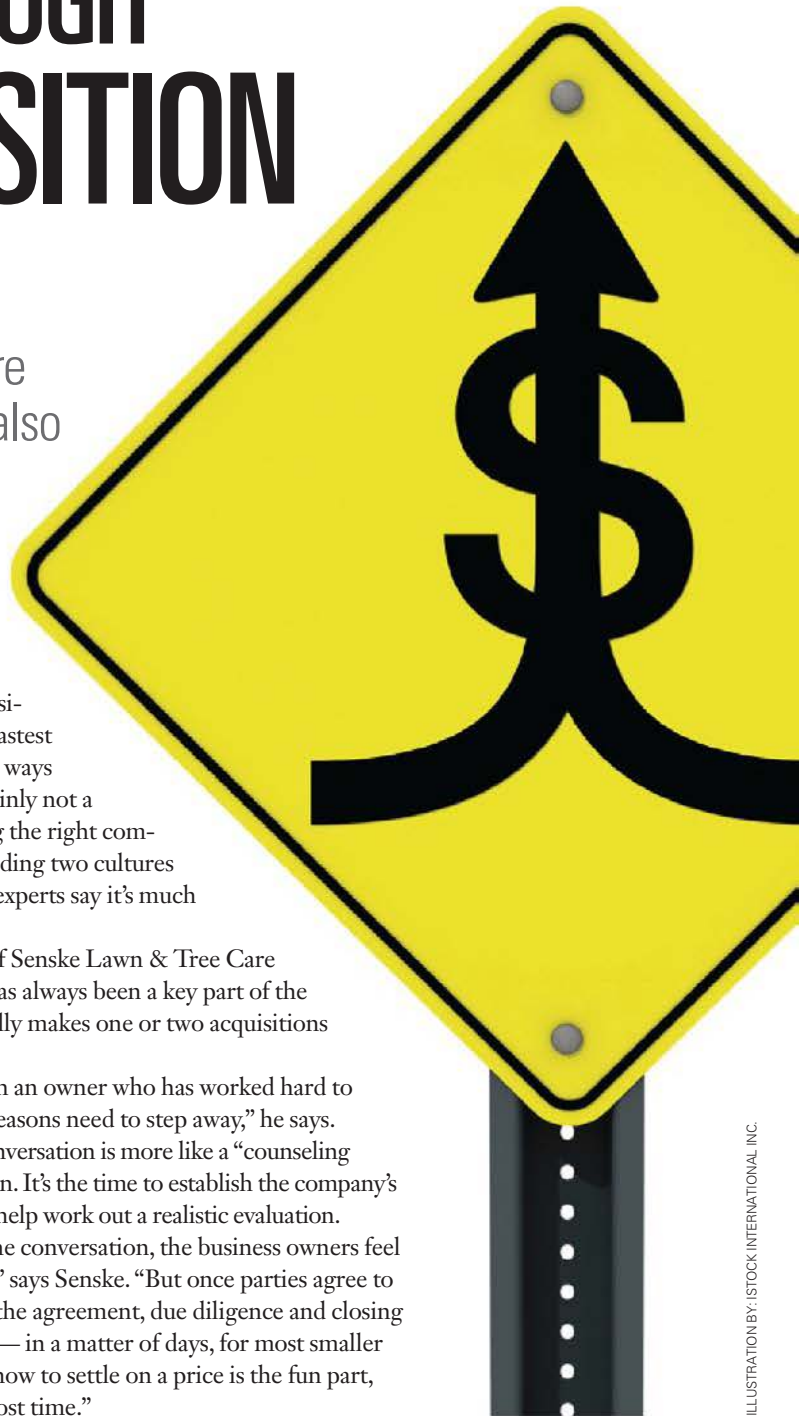 OUGH
SITION
re
also
si-
astest
ways
inly not a
g the right com-
ding two cultures
experts say it's much
f Senske Lawn & Tree Care
as always been a key part of the
lly makes one or two acquisitions
n an owner who has worked hard to
easons need to step away,” he says.
nversation is more like a “counseling
n. It's the time to establish the company's
help work out a realistic evaluation.
ne conversation, the business owners feel
” says Senske. “But once parties agree to
the agreement, due diligence and closing
— in a matter of days, for most smaller
now to settle on a price is the fun part,
ost time.”
$
ILLUSTRATION BY: ISTOCK INTERNATIONAL INC.